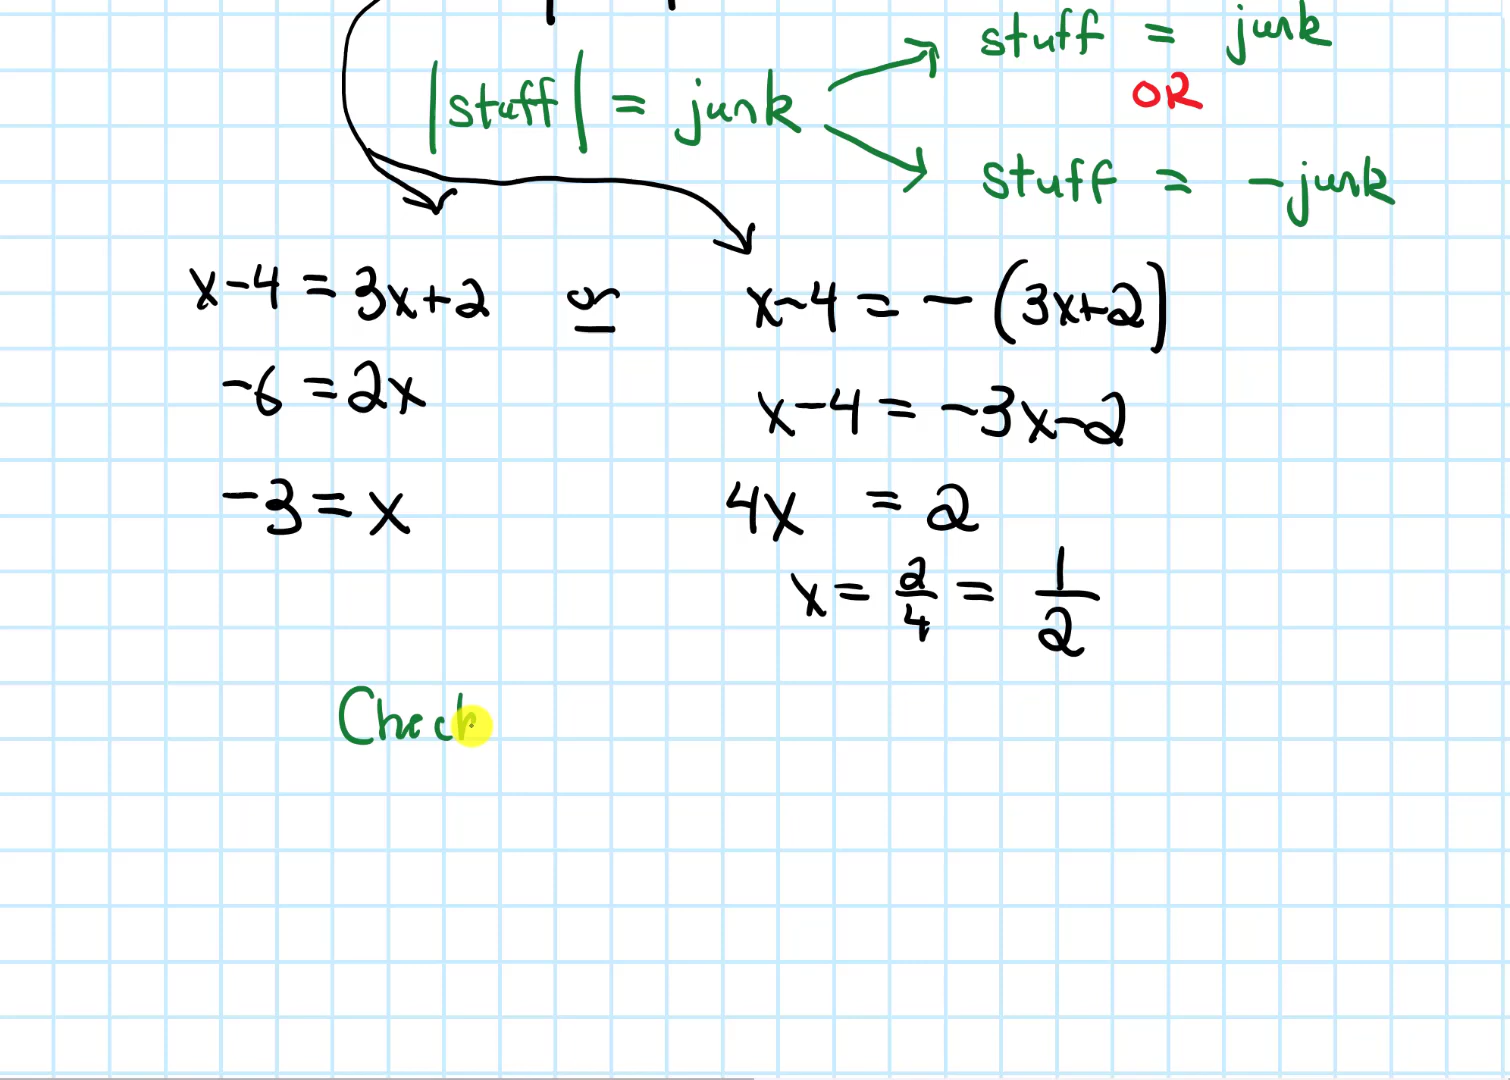 stuff = junk
OR
|stuff| = junk
stuff = -junk
x-4 = 3x+2 or x-4 = -(3x+2)
-6 = 2x x-4 = -3x-2
-3 = x 4x = 2
x = 2/4 = 1/2
Check